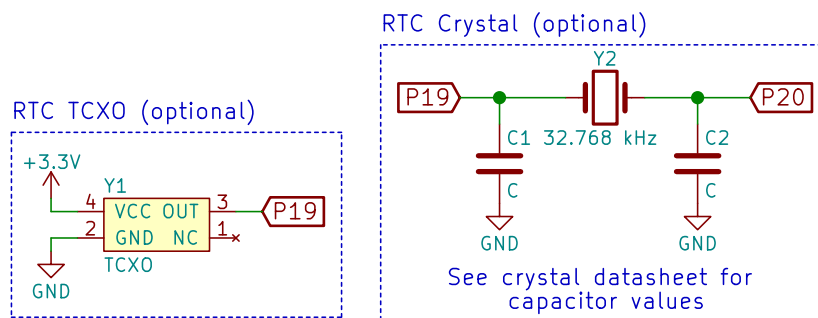 RTC Crystal (optional)
Y2
P19
P20
C1
32.768 kHz
C2
C
C
GND
GND
See crystal datasheet for
capacitor values
RTC TCXO (optional)
+3.3V
Y1
4
VCC
OUT
3
P19
2
GND
NC
1
TCXO
GND